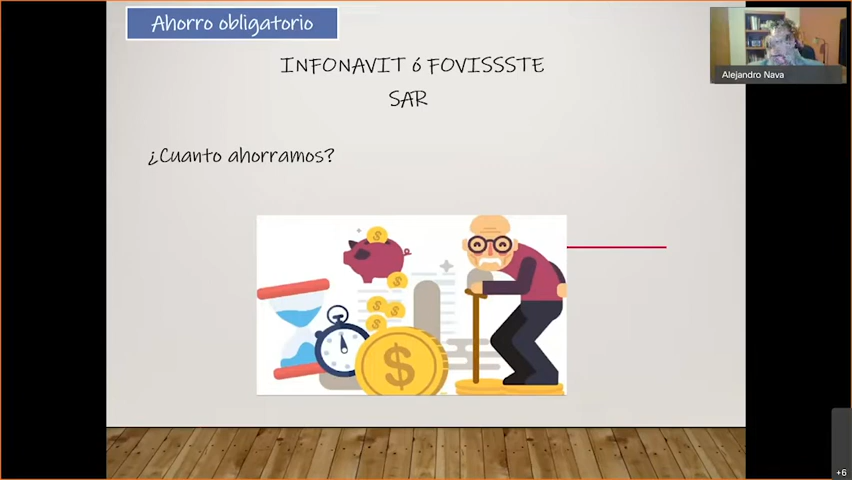 Ahorro obligatorio
INFONAVIT ó FOVISSSTE
SAR
¿Cuanto ahorramos?
$
$
$
$
$
$
Alejandro Nava
+6